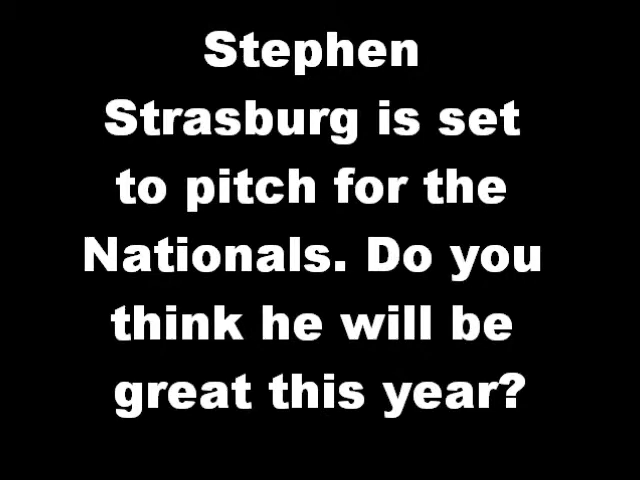 Stephen
Strasburg is set
to pitch for the
Nationals. Do you
think he will be
great this year?